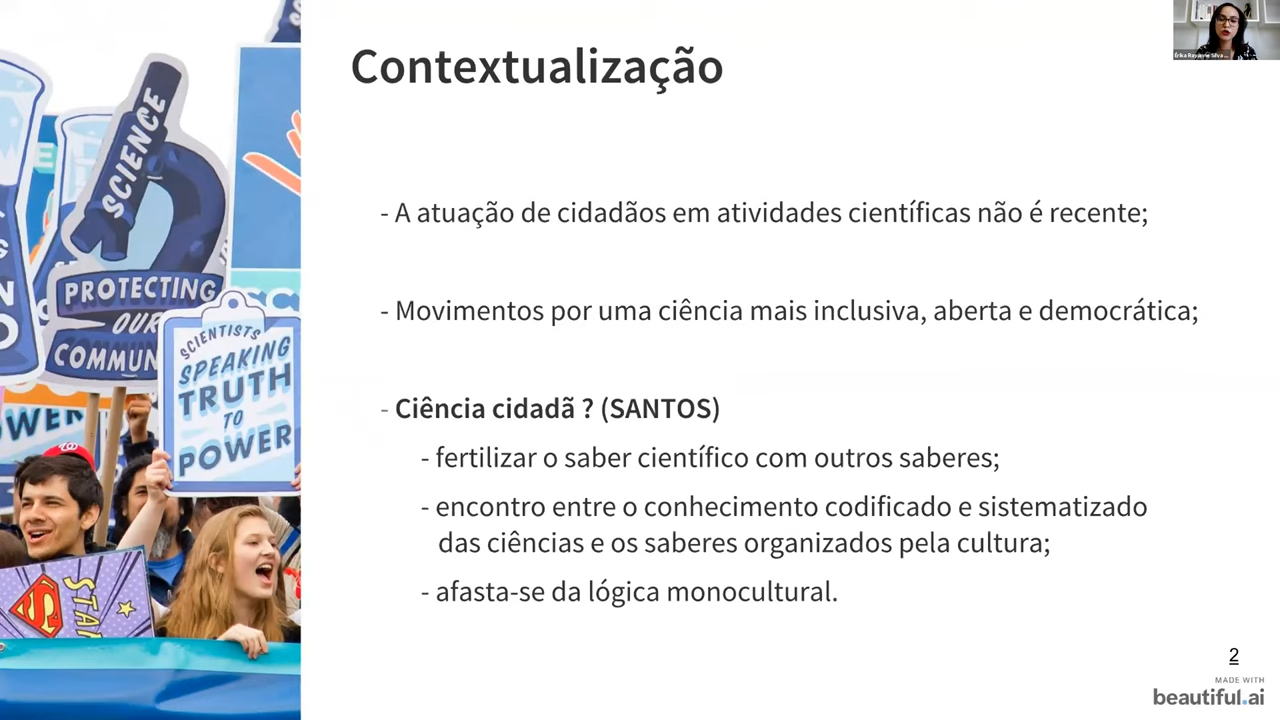 Contextualização
- A atuação de cidadãos em atividades científicas não é recente;
- Movimentos por uma ciência mais inclusiva, aberta e democrática;
- Ciência cidadã ? (SANTOS)
- fertilizar o saber científico com outros saberes;
- encontro entre o conhecimento codificado e sistematizado
das ciências e os saberes organizados pela cultura;
- afasta-se da lógica monocultural.
2
MADE WITH
beautiful.ai
SCIENCE
PROTECTING
OUR
COMMUN
SCIENTISTS
SPEAKING
TRUTH
TO
POWER
OWER
STA